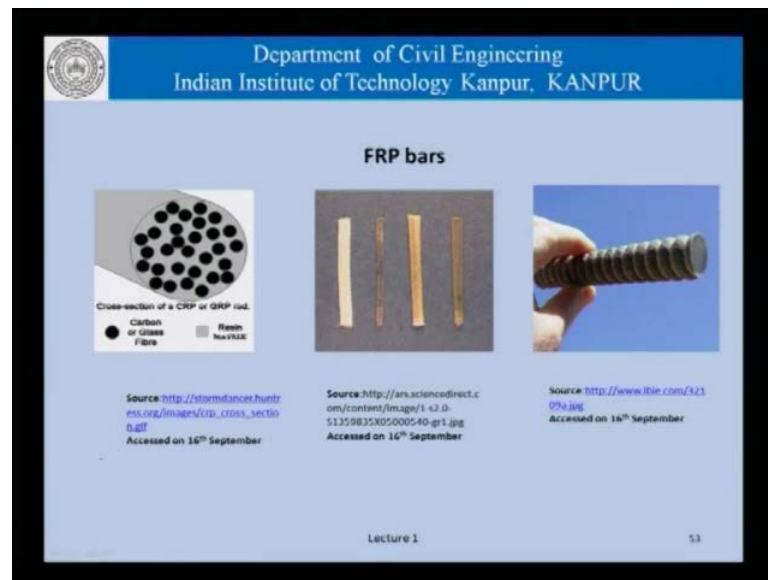 Department of Civil Engineering
Indian Institute of Technology Kanpur, KANPUR
FRP bars
Cross-section of a CRP or GRP rod.
Carbon
or Glass
Fibre
Resin
Source:http://stormdancer.huntr
ess.org/images/crp_cross_sectio
n.gif
Accessed on 16th September
Source:http://ars.sciencedirect.c
om/content/image/1-s2.0-
S1359835X05000540-gr1.jpg
Accessed on 16th September
Source:http://www.ibie.com/321
09a.jpg
Accessed on 16th September
Lecture 1
53